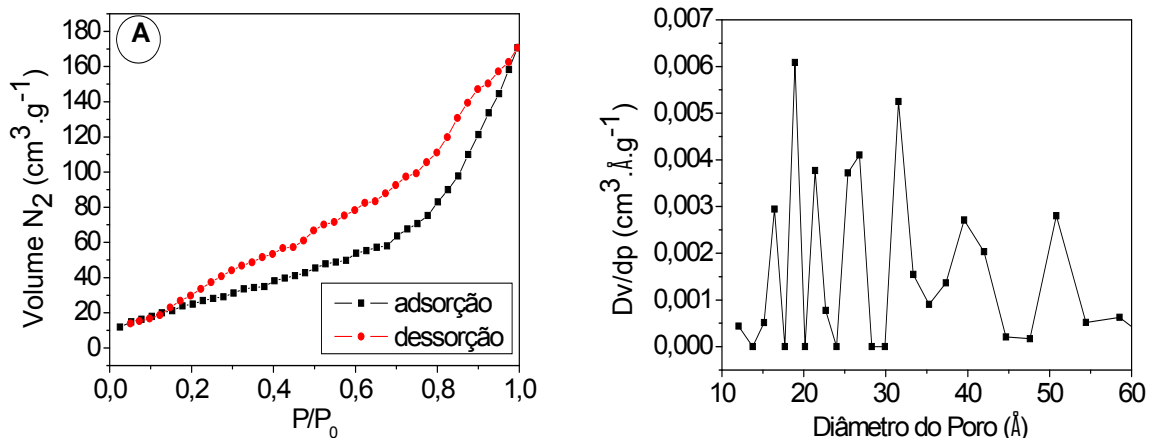 A
180
160
140
120
100
80
60
40
20
0
Volume N2 (cm3.g-1)
adsorção
dessorção
0,0 0,2 0,4 0,6 0,8 1,0
P/P0
0,007
0,006
0,005
0,004
0,003
0,002
0,001
0,000
Dv/dp (cm3.Å.g-1)
10 20 30 40 50 60
Diâmetro do Poro (Å)